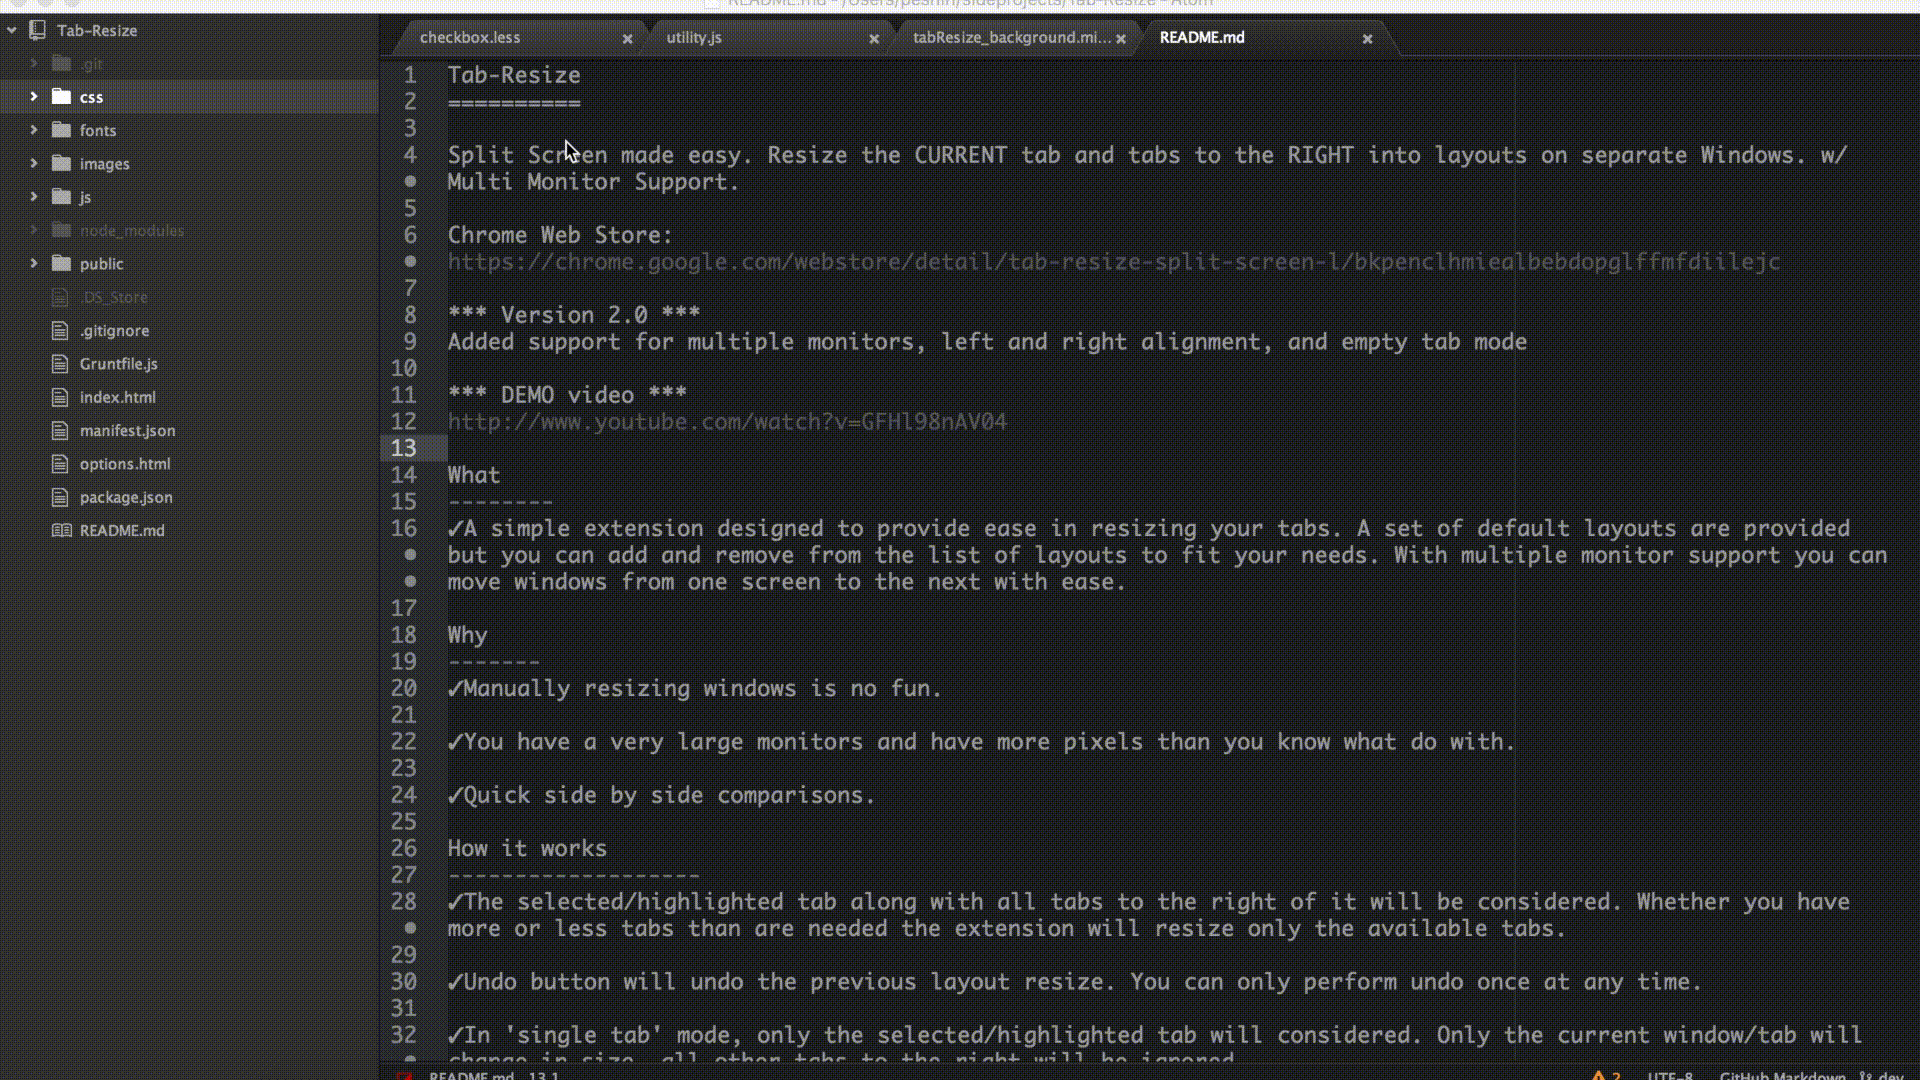 README.md - /Users/peshin/sideprojects/Tab-Resize - Atom
Tab-Resize
.git
css
fonts
images
js
node_modules
public
.DS_Store
.gitignore
Gruntfile.js
index.html
manifest.json
options.html
package.json
README.md
checkbox.less
utility.js
tabResize_background.mi...
README.md
1 Tab-Resize
2 ==========
3
4 Split Screen made easy. Resize the CURRENT tab and tabs to the RIGHT into layouts on separate Windows. w/
Multi Monitor Support.
5
6 Chrome Web Store:
https://chrome.google.com/webstore/detail/tab-resize-split-screen-l/bkpenclhmiealbebdopglffmfdiilejc
7
8 *** Version 2.0 ***
9 Added support for multiple monitors, left and right alignment, and empty tab mode
10
11 *** DEMO video ***
12 http://www.youtube.com/watch?v=GFHl98nAV04
13
14 What
15 --------
16 ✓A simple extension designed to provide ease in resizing your tabs. A set of default layouts are provided
but you can add and remove from the list of layouts to fit your needs. With multiple monitor support you can
move windows from one screen to the next with ease.
17
18 Why
19 -------
20 ✓Manually resizing windows is no fun.
21
22 ✓You have a very large monitors and have more pixels than you know what do with.
23
24 ✓Quick side by side comparisons.
25
26 How it works
27 -------------------
28 ✓The selected/highlighted tab along with all tabs to the right of it will be considered. Whether you have
more or less tabs than are needed the extension will resize only the available tabs.
29
30 ✓Undo button will undo the previous layout resize. You can only perform undo once at any time.
31
32 ✓In 'single tab' mode, only the selected/highlighted tab will considered. Only the current window/tab will
change in size, all other tabs to the right will be ignored.
README.md 13,1
2 UTF-8 GitHub Markdown dev